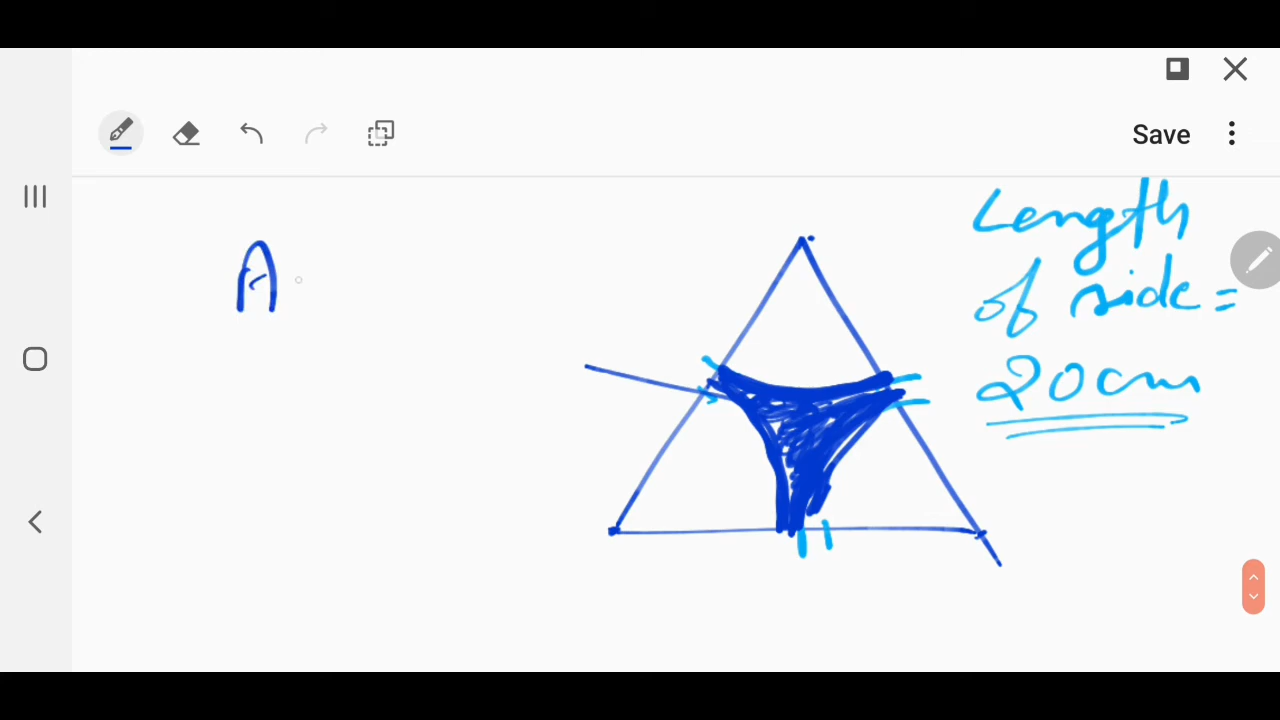 Save
A
Length
of side =
20cm